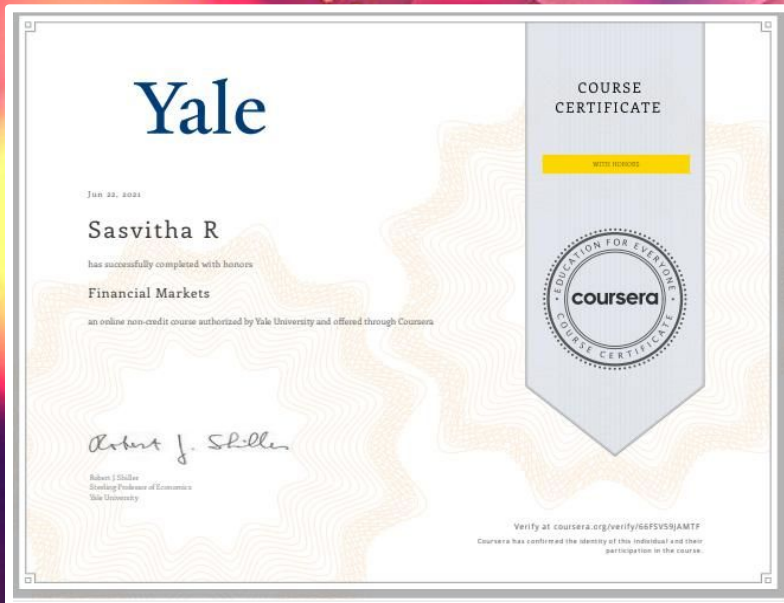 Yale
COURSE
CERTIFICATE
WITH HONORS
Jun 22, 2021
Sasvitha R
has successfully completed with honors
Financial Markets
an online non-credit course authorized by Yale University and offered through Coursera
EDUCATION FOR EVERYONE
coursera
COURSE CERTIFICATE
Robert J. Shiller
Robert J. Shiller
Sterling Professor of Economics
Yale University
Verify at coursera.org/verify/66FSVS9JAMTF
Coursera has confirmed the identity of this individual and their
participation in the course.